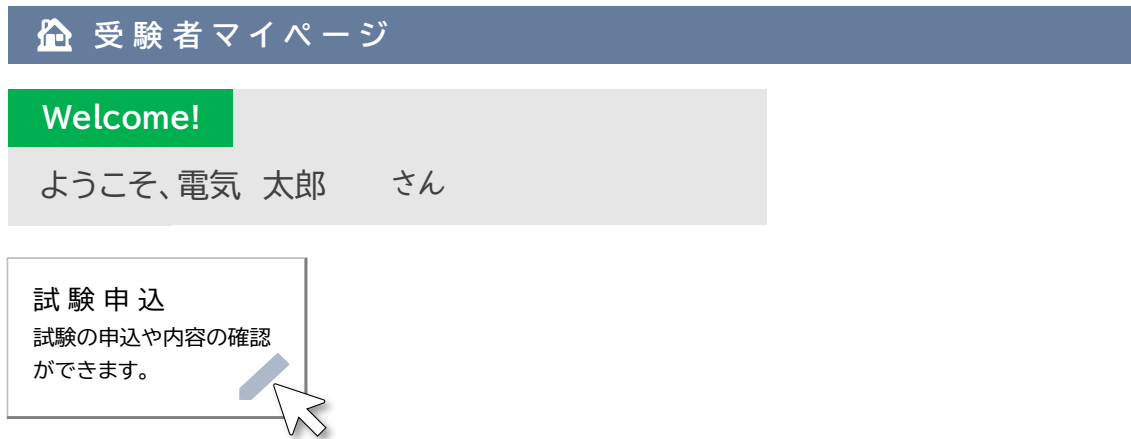 受験者マイページ
Welcome!
ようこそ、電気 太郎 さん
試験申込
試験の申込や内容の確認
ができます。